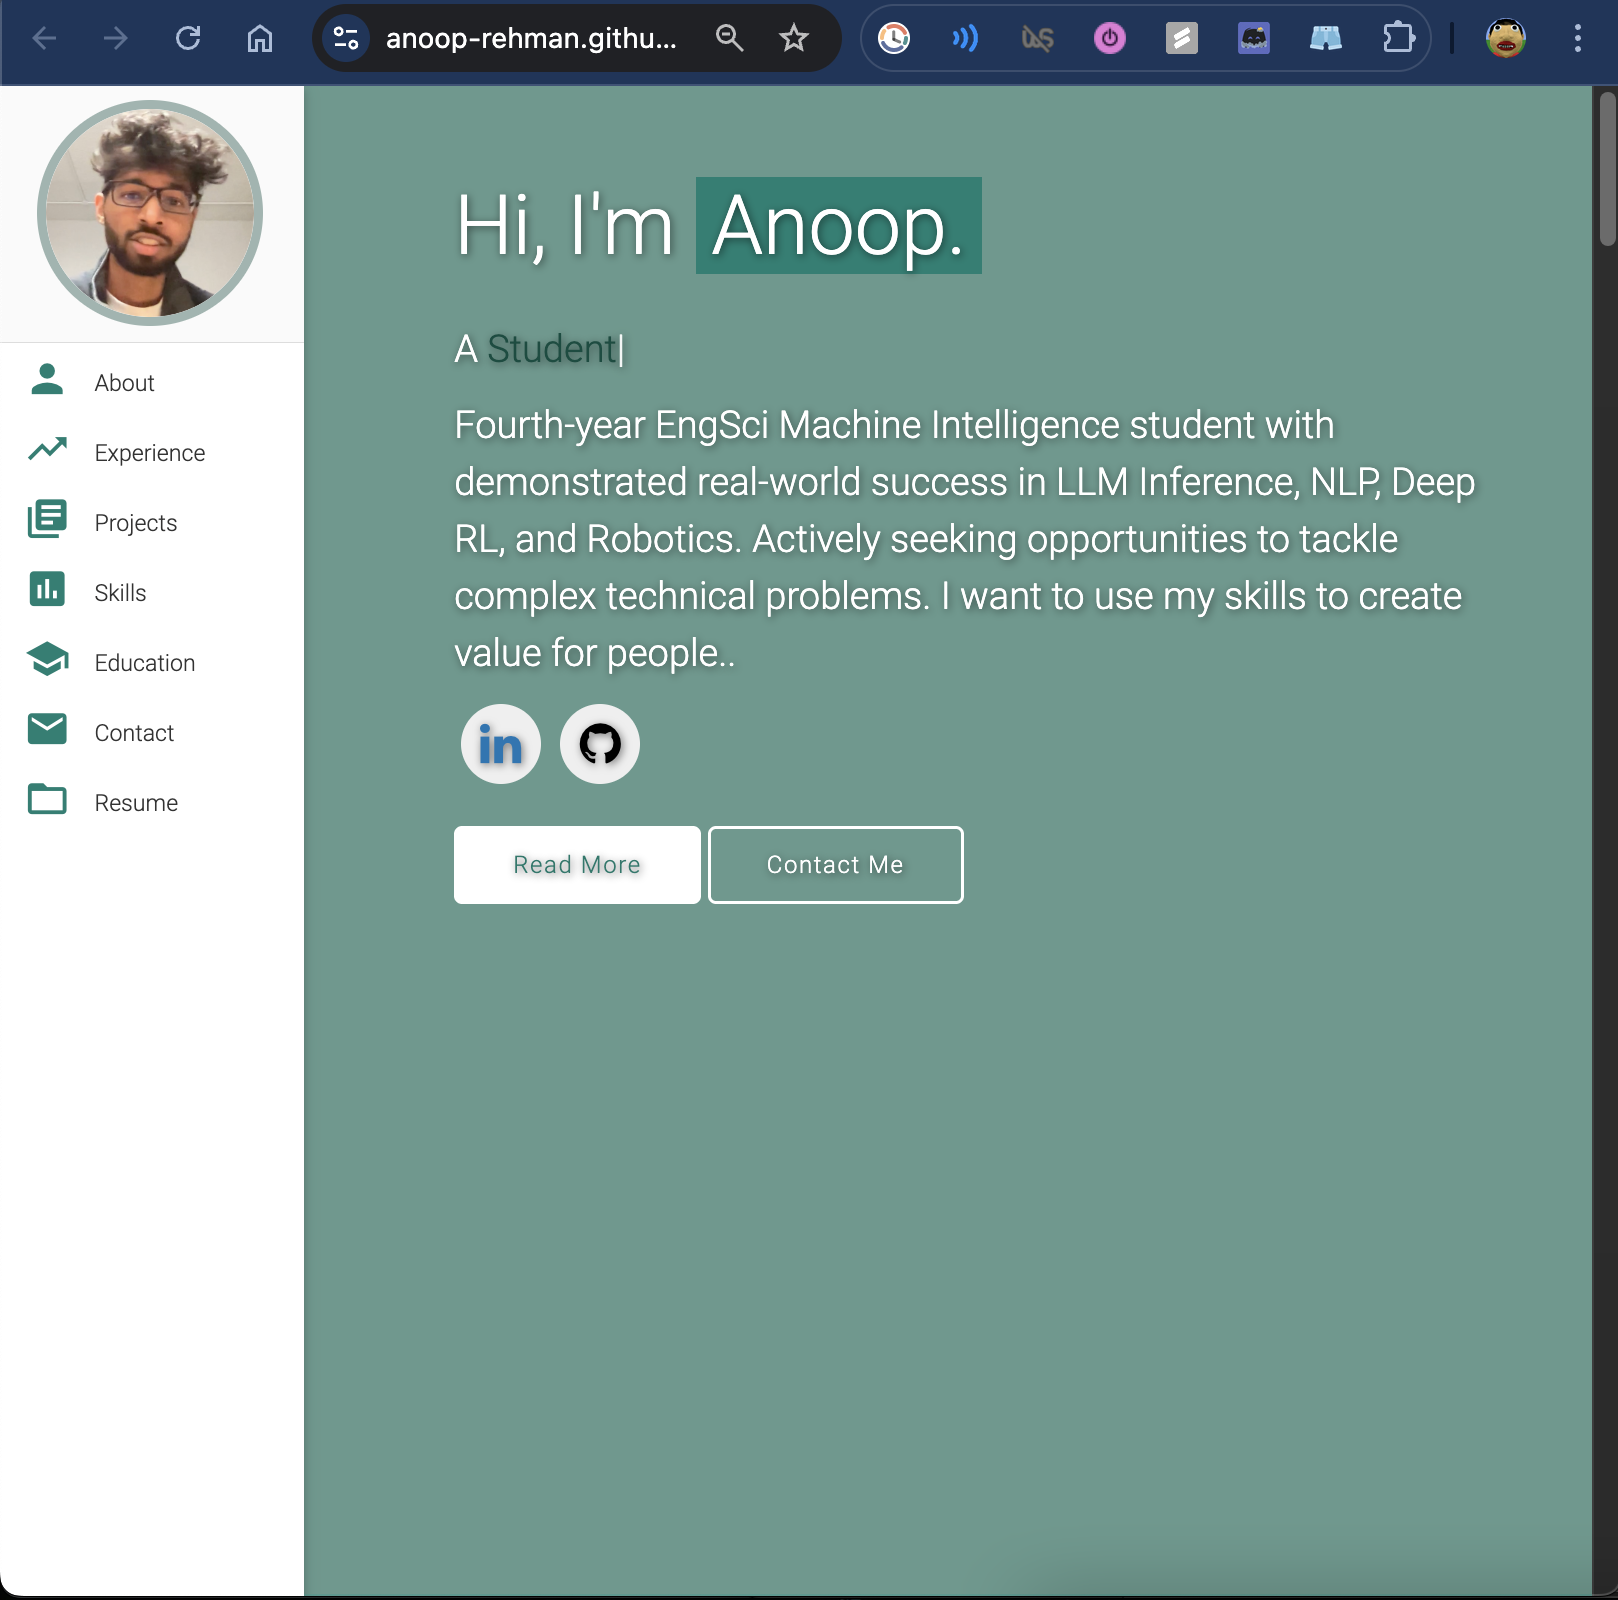 anoop-rehman.githu...
Hi, I'm Anoop.
A Student|
Fourth-year EngSci Machine Intelligence student with
demonstrated real-world success in LLM Inference, NLP, Deep
RL, and Robotics. Actively seeking opportunities to tackle
complex technical problems. I want to use my skills to create
value for people..
in
Read More
Contact Me
About
Experience
Projects
Skills
Education
Contact
Resume